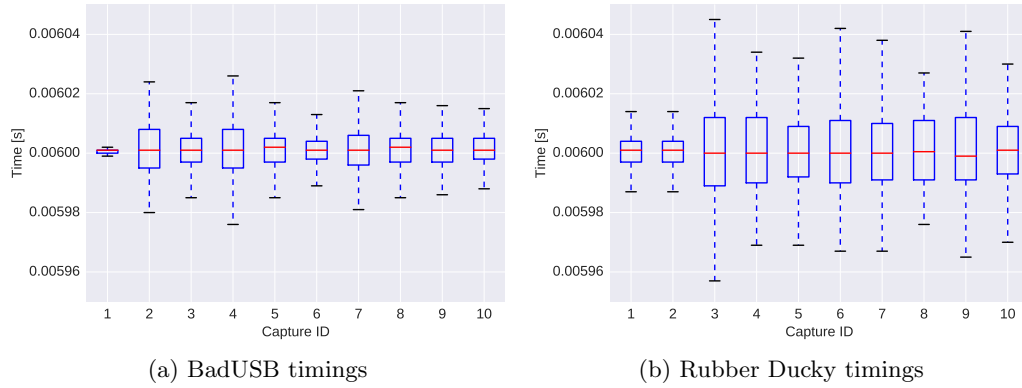 0.00604
0.00602
0.00600
0.00598
0.00596
Time [s]
1 2 3 4 5 6 7 8 9 10
Capture ID
(a) BadUSB timings
0.00604
0.00602
0.00600
0.00598
0.00596
Time [s]
1 2 3 4 5 6 7 8 9 10
Capture ID
(b) Rubber Ducky timings